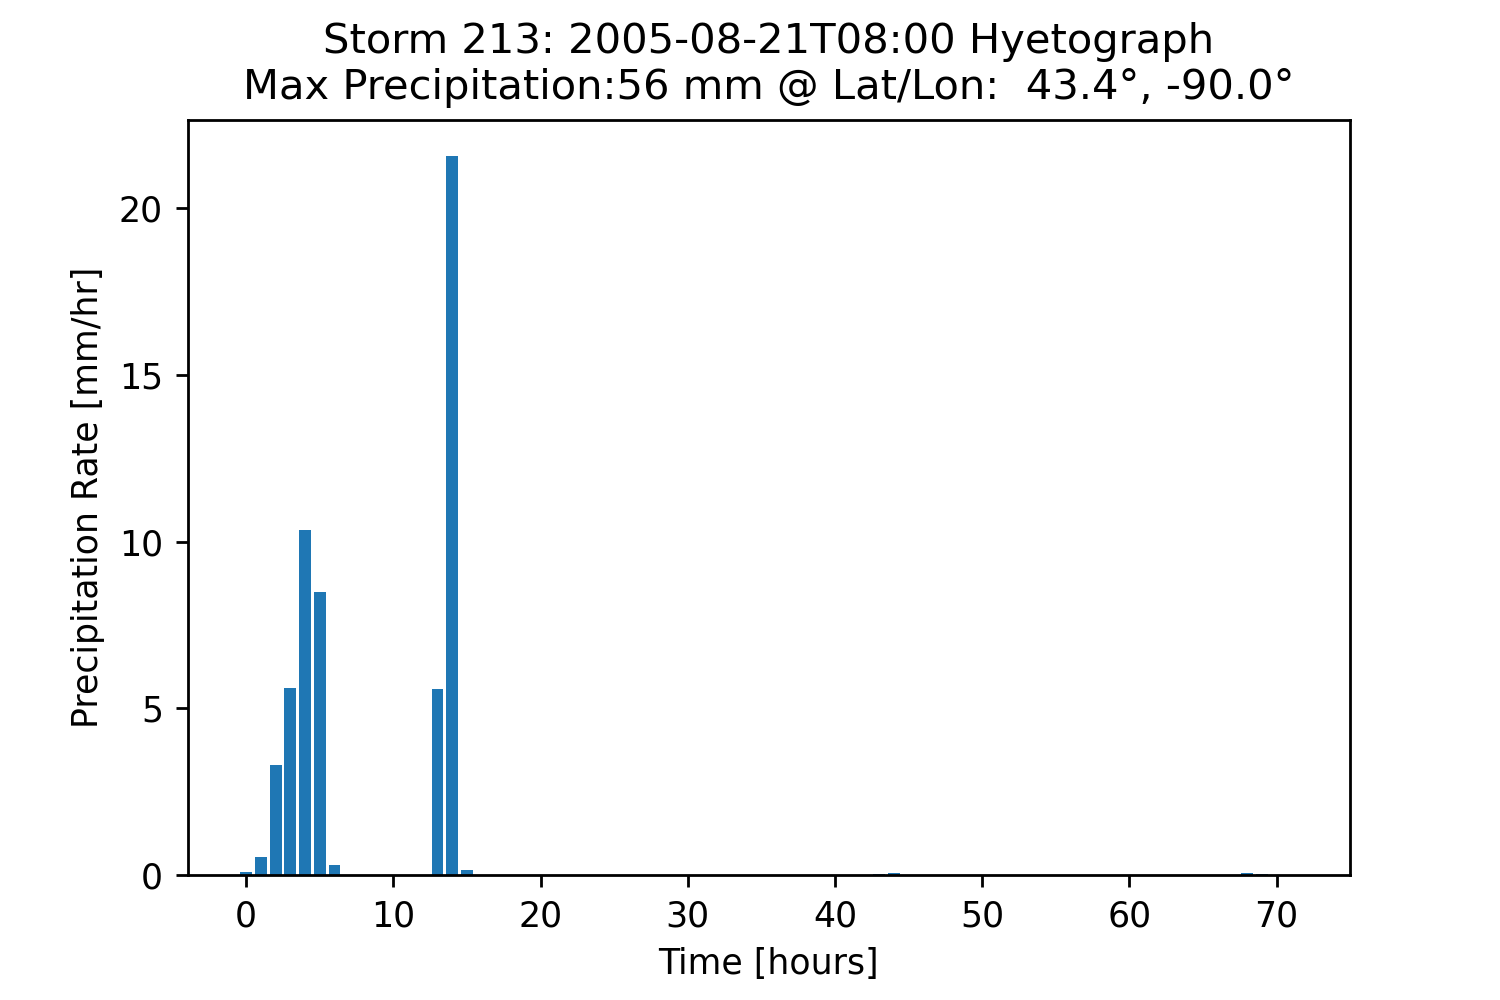 Storm 213: 2005-08-21T08:00 Hyetograph
Max Precipitation:56 mm @ Lat/Lon:  43.4°, -90.0°
Precipitation Rate [mm/hr]
20
15
10
5
0
0 10 20 30 40 50 60 70
Time [hours]